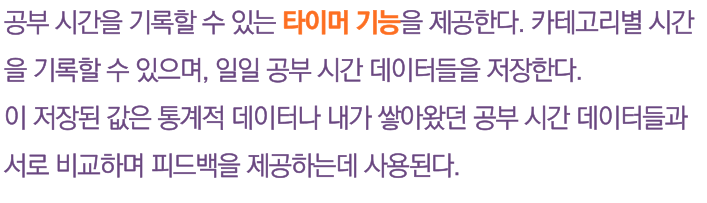 공부 시간을 기록할 수 있는 타이머 기능을 제공한다. 카테고리별 시간
을 기록할 수 있으며, 일일 공부 시간 데이터들을 저장한다.
이 저장된 값은 통계적 데이터나 내가 쌓아왔던 공부 시간 데이터들과
서로 비교하며 피드백을 제공하는데 사용된다.